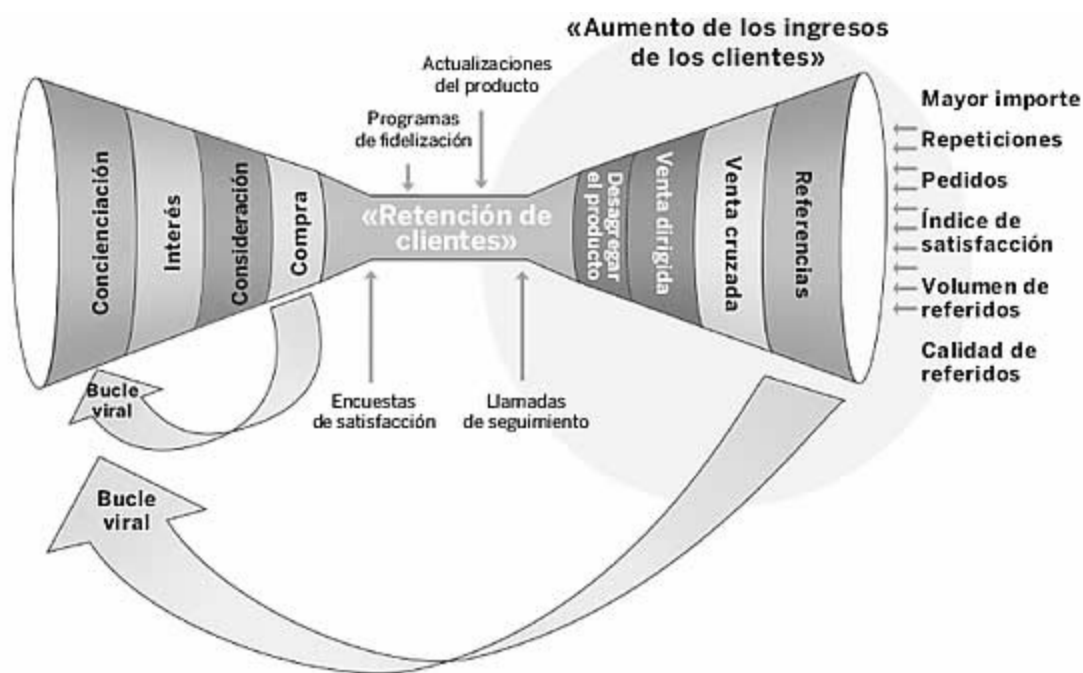 «Aumento de los ingresos
de los clientes»
Actualizaciones
del producto
Programas
de fidelización
Concienciación
Interés
Consideración
Compra
«Retención de
clientes»
Desagregar
el producto
Venta dirigida
Venta cruzada
Referencias
Mayor importe
Repeticiones
Pedidos
Índice de
satisfacción
Volumen de
referidos
Calidad de
referidos
Encuestas
de satisfacción
Llamadas
de seguimiento
Bucle
viral
Bucle
viral